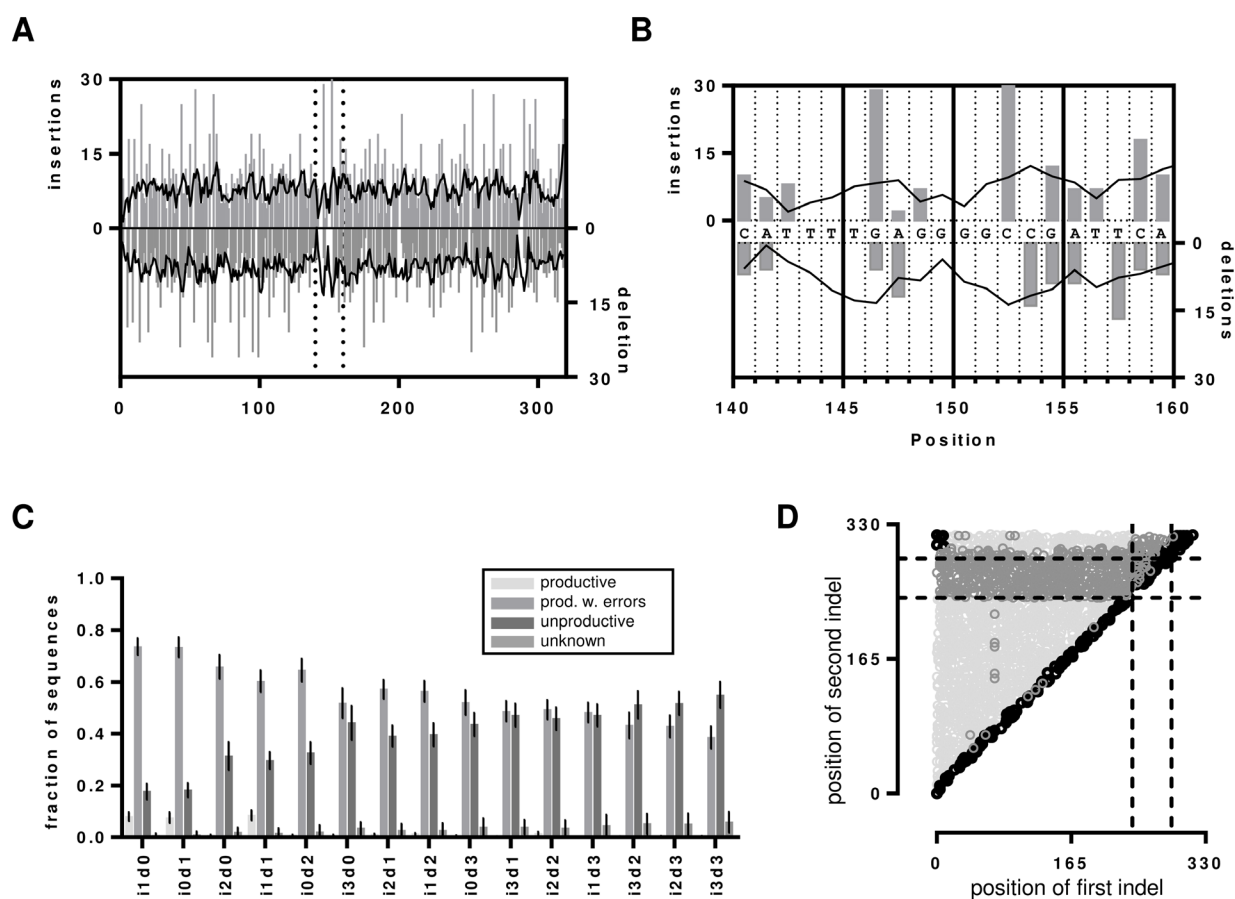 A
insertions
30
15
0
0
15
30
deletion
0 100 200 300
B
insertions
30
15
0
C A T T T T G A G G G G C C G A T T C A
0
15
30
deletions
140 145 150 155 160
Position
C
fraction of sequences
1.0
0.8
0.6
0.4
0.2
0.0
productive
prod. w. errors
unproductive
unknown
i1d0 i0d1 i2d0 i1d1 i0d2 i3d0 i2d1 i1d2 i0d3 i3d1 i2d2 i1d3 i3d2 i2d3 i3d3
D
position of second indel
330
165
0
0 165 330
position of first indel